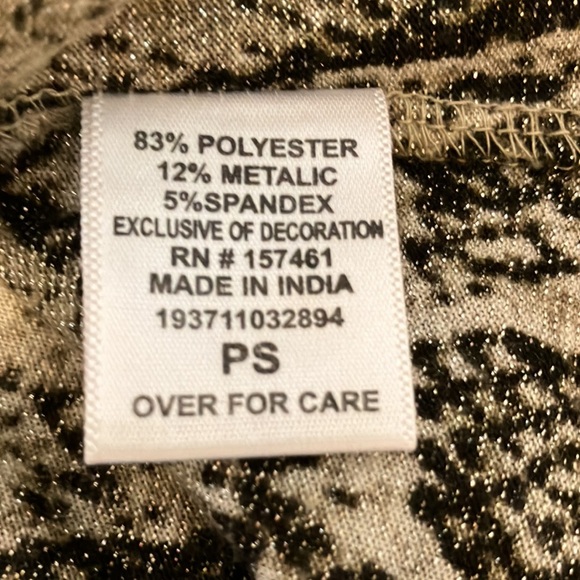 83% POLYESTER
12% METALIC
5%SPANDEX
EXCLUSIVE OF DECORATION
RN # 157461
MADE IN INDIA
193711032894
PS
OVER FOR CARE